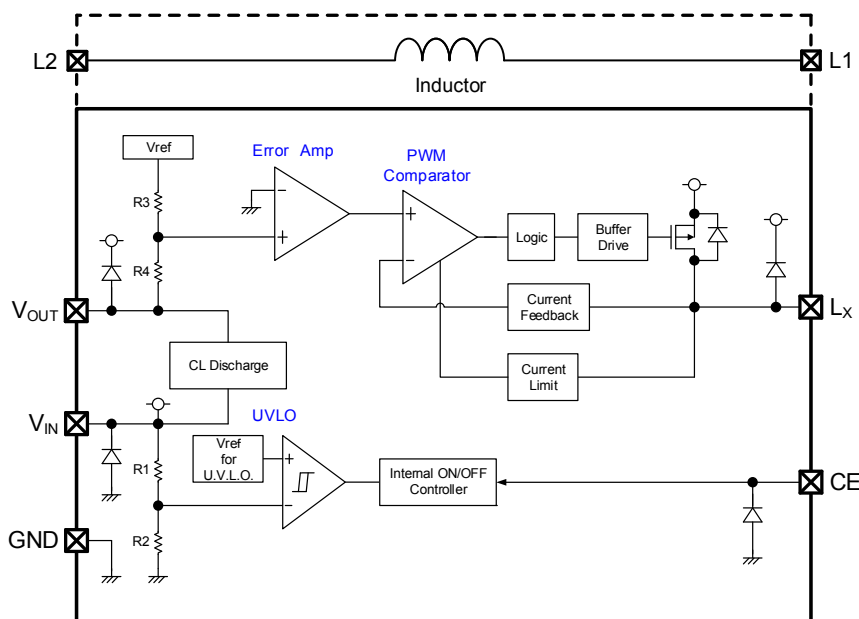 L2
L1
Inductor
Vref
Error Amp
PWM
Comparator
R3
Logic
Buffer
Drive
R4
VOUT
Current
Feedback
LX
CL Discharge
Current
Limit
VIN
UVLO
Vref
for
U.V.L.O.
R1
Internal ON/OFF
Controller
CE
GND
R2